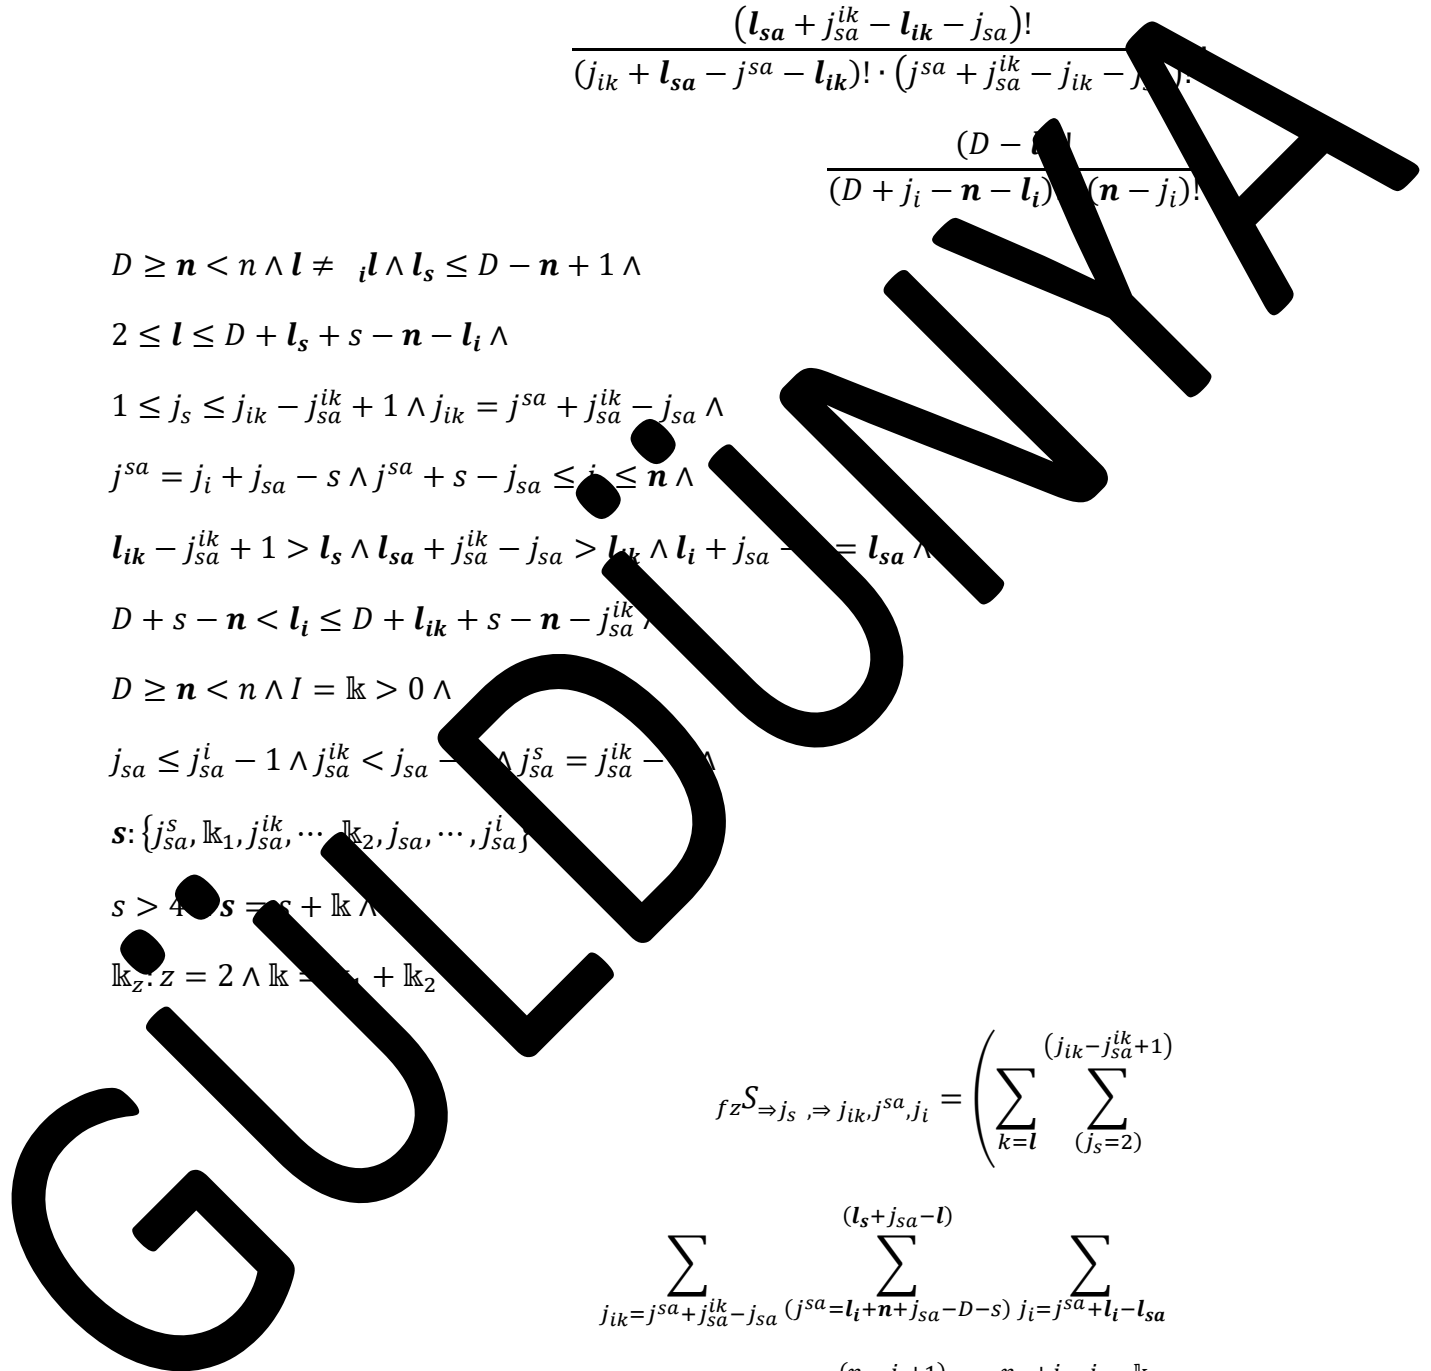 (l_sa + j_sa^ik − l_ik − j_sa)!
(j_ik + l_sa − j^sa − l_ik)! · (j^sa + j_sa^ik − j_ik −
(D −
(D + j_i − n − l_i) (n − j_i)!
D ≥ n < n ∧ l ≠ _il ∧ l_s ≤ D − n + 1 ∧
2 ≤ l ≤ D + l_s + s − n − l_i ∧
1 ≤ j_s ≤ j_ik − j_sa^ik + 1 ∧ j_ik = j^sa + j_sa^ik − j_sa ∧
j^sa = j_i + j_sa − s ∧ j^sa + s − j_sa ≤ ≤ n ∧
l_ik − j_sa^ik + 1 > l_s ∧ l_sa + j_sa^ik − j_sa > l_ik ∧ l_i + j_sa = l_sa ∧
D + s − n < l_i ≤ D + l_ik + s − n − j_sa^ik ∧
D ≥ n < n ∧ I = 𝕜 > 0 ∧
j_sa ≤ j_sa^i − 1 ∧ j_sa^ik < j_sa − ∧ j_sa^s = j_sa^ik − ∧
s: {j_sa^s, 𝕜_1, j_sa^ik, ⋯ 𝕜_2, j_sa, ⋯ , j_sa^i}
s > 4 s = s + 𝕜 ∧
𝕜_z: z = 2 ∧ 𝕜 = + 𝕜_2
GÜLDÜNYA
(j_ik−j_sa^ik+1)
_fzS_⇒j_s ,⇒ j_ik,j^sa,j_i = ( ∑ ∑
k=l (j_s=2)
(l_s+j_sa−l)
∑ ∑ ∑
j_ik=j^sa+j_sa^ik−j_sa (j^sa=l_i+n+j_sa−D−s) j_i=j^sa+l_i−l_sa